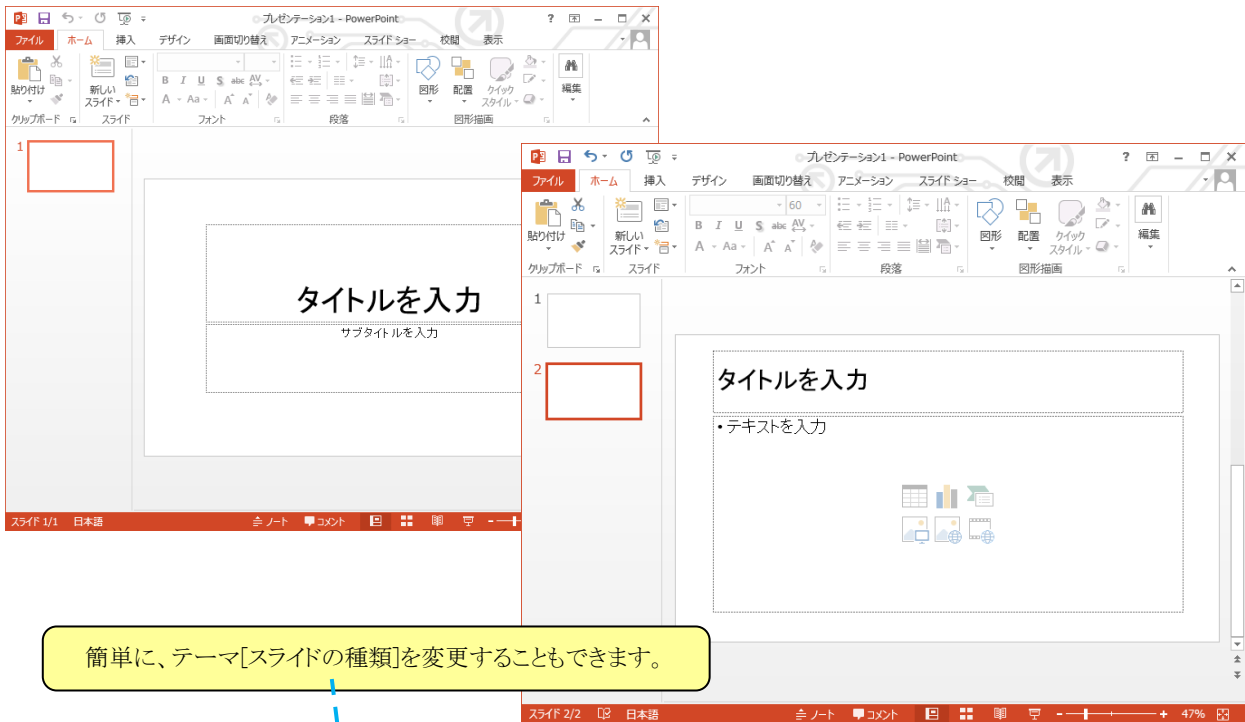 プレゼンテーション1 - PowerPoint
ファイル ホーム 挿入 デザイン 画面切り替え アニメーション スライド ショー 校閲 表示
貼り付け 新しい スライド B I U S abc AV A Aa A A 図形 配置 クイック スタイル 編集
クリップボード スライド フォント 段落 図形描画
1
タイトルを入力
サブタイトルを入力
スライド 1/1 日本語 ノート コメント
プレゼンテーション1 - PowerPoint
ファイル ホーム 挿入 デザイン 画面切り替え アニメーション スライド ショー 校閲 表示
貼り付け 新しい スライド 60 B I U S abc AV A Aa A A 図形 配置 クイック スタイル 編集
クリップボード スライド フォント 段落 図形描画
1
2
タイトルを入力
• テキストを入力
スライド 2/2 日本語 ノート コメント 47%
簡単に、テーマ[スライドの種類]を変更することもできます。